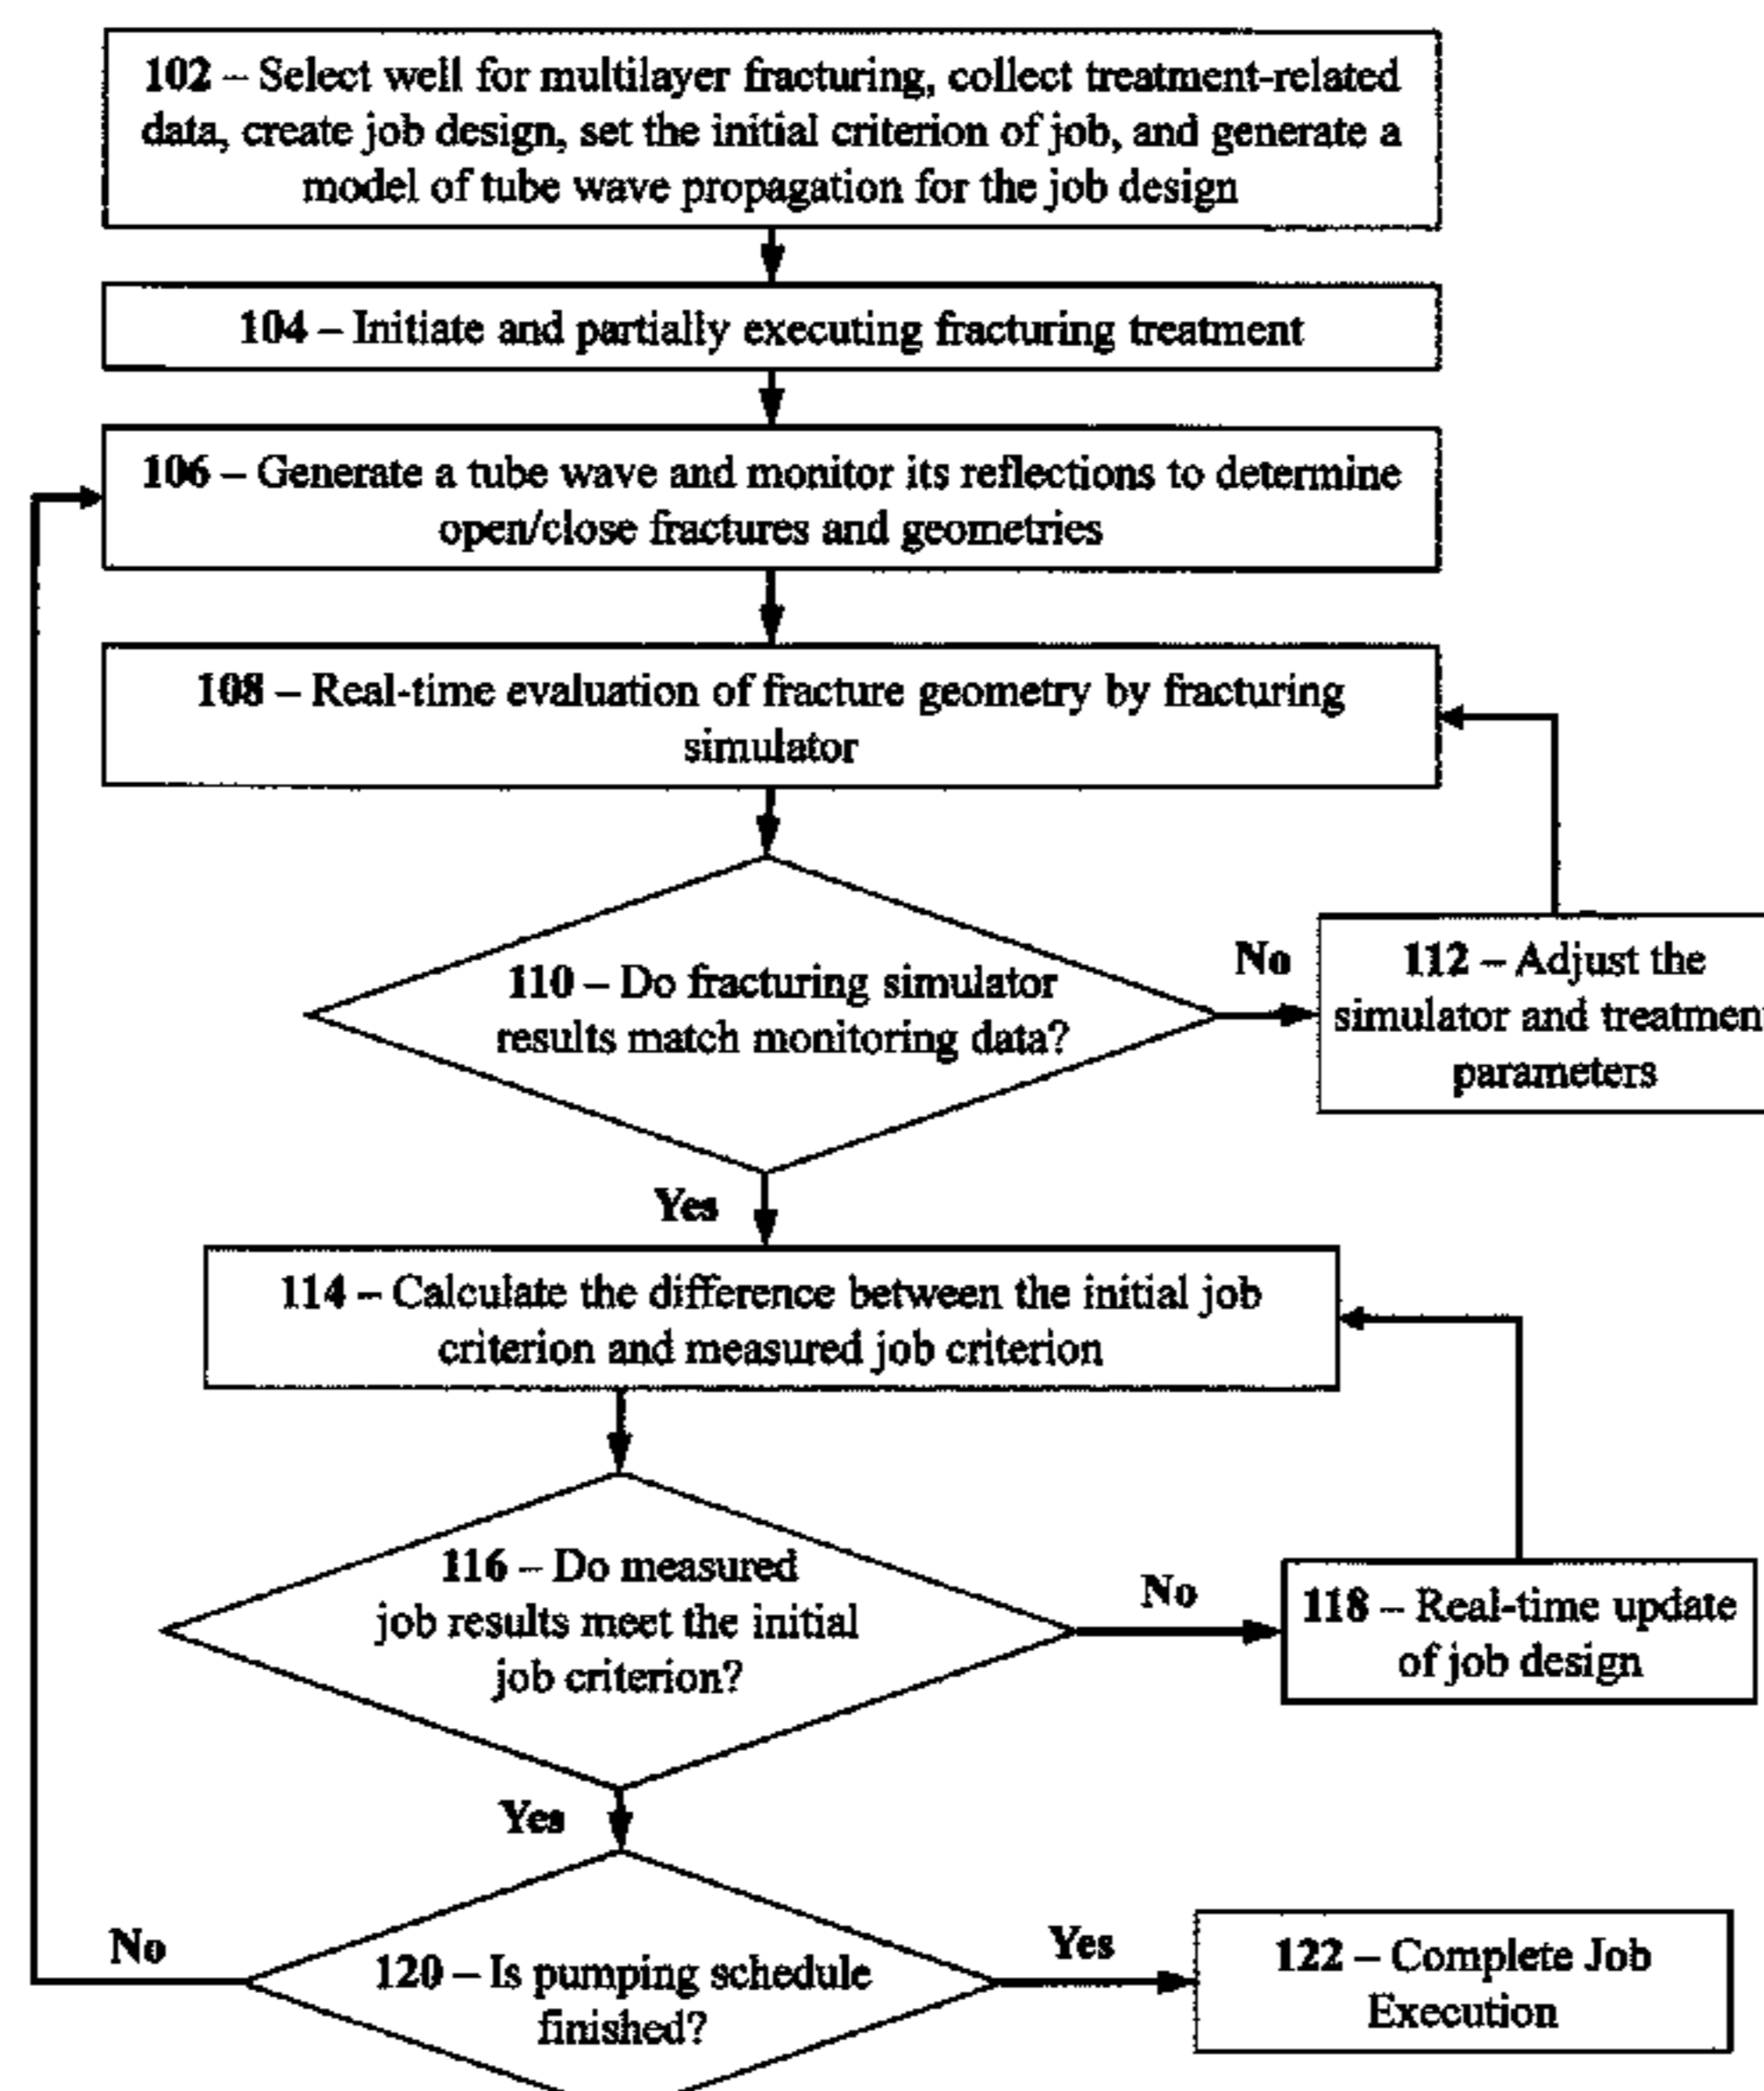 102 – Select well for multilayer fracturing, collect treatment-related
data, create job design, set the initial criterion of job, and generate a
model of tube wave propagation for the job design
104 – Initiate and partially executing fracturing treatment
106 – Generate a tube wave and monitor its reflections to determine
open/close fractures and geometries
108 – Real-time evaluation of fracture geometry by fracturing
simulator
110 – Do fracturing simulator
results match monitoring data?
No
112 – Adjust the
simulator and treatment
parameters
Yes
114 – Calculate the difference between the initial job
criterion and measured job criterion
116 – Do measured
job results meet the initial
job criterion?
No
118 – Real-time update
of job design
Yes
No
120 – Is pumping schedule
finished?
Yes
122 – Complete Job
Execution